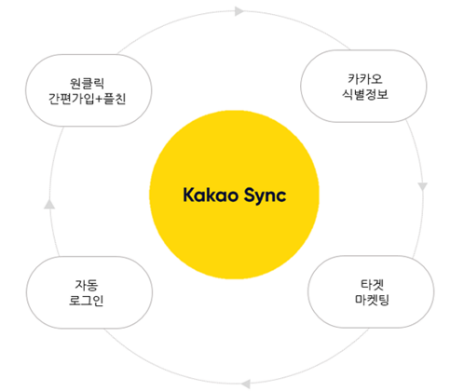 원클릭
간편가입+플친
카카오
식별정보
Kakao Sync
자동
로그인
타겟
마케팅